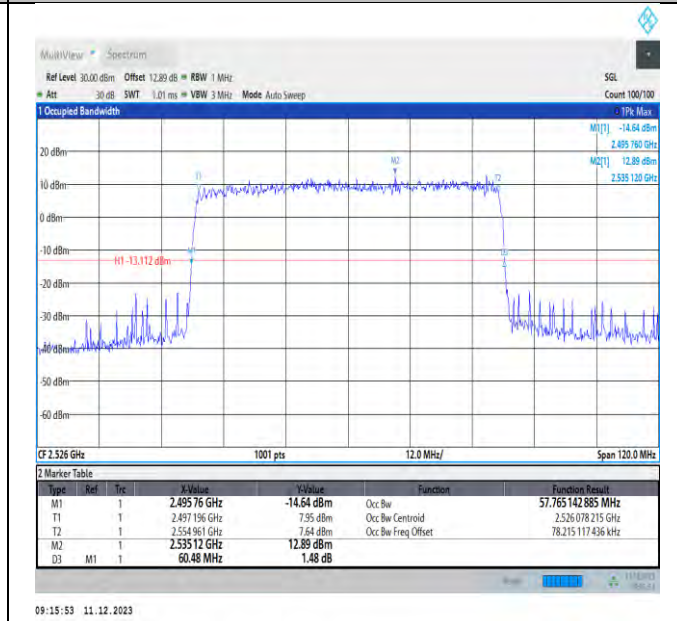 MultiView Spectrum
Ref Level 30.00 dBm Offset 12.89 dB RBW 1 MHz SGL
Att 30 dB SWT 1.01 ms VBW 3 MHz Mode Auto Sweep Count 100/100
1 Occupied Bandwidth 1Pk Max
M1[1] -14.64 dBm
2.495 760 GHz
M2[1] 12.89 dBm
2.535 120 GHz
20 dBm
M2
T1 T2
10 dBm
0 dBm
-10 dBm
M1 D3
H1 -13.112 dBm
-20 dBm
-30 dBm
-40 dBm
-50 dBm
-60 dBm
CF 2.526 GHz 1001 pts 12.0 MHz/ Span 120.0 MHz
2 Marker Table
Type Ref Trc X-Value Y-Value Function Function Result
M1 1 2.495 76 GHz -14.64 dBm Occ Bw 57.765 142 885 MHz
T1 1 2.497 196 GHz 7.95 dBm Occ Bw Centroid 2.526 078 215 GHz
T2 1 2.554 961 GHz 7.64 dBm Occ Bw Freq Offset 78.215 117 436 kHz
M2 1 2.535 12 GHz 12.89 dBm
D3 M1 1 60.48 MHz 1.48 dB
09:15:53 11.12.2023